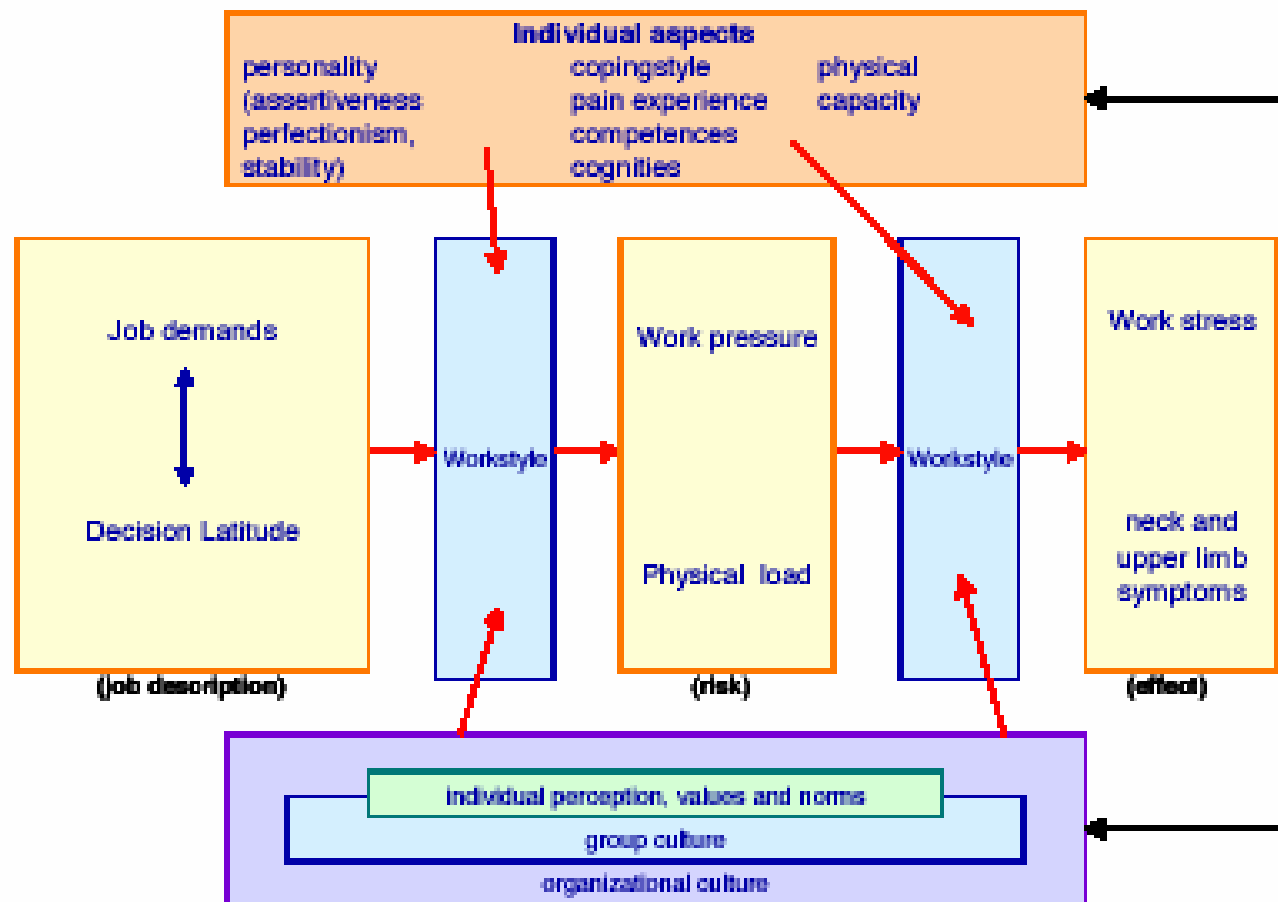 Individual aspects
personality
(assertiveness
perfectionism,
stability)
copingstyle
pain experience
competences
cognities
physical
capacity
Job demands
Decision Latitude
(job description)
Workstyle
Work pressure
Physical load
(risk)
Workstyle
Work stress
neck and
upper limb
symptoms
(effect)
individual perception, values and norms
group culture
organizational culture